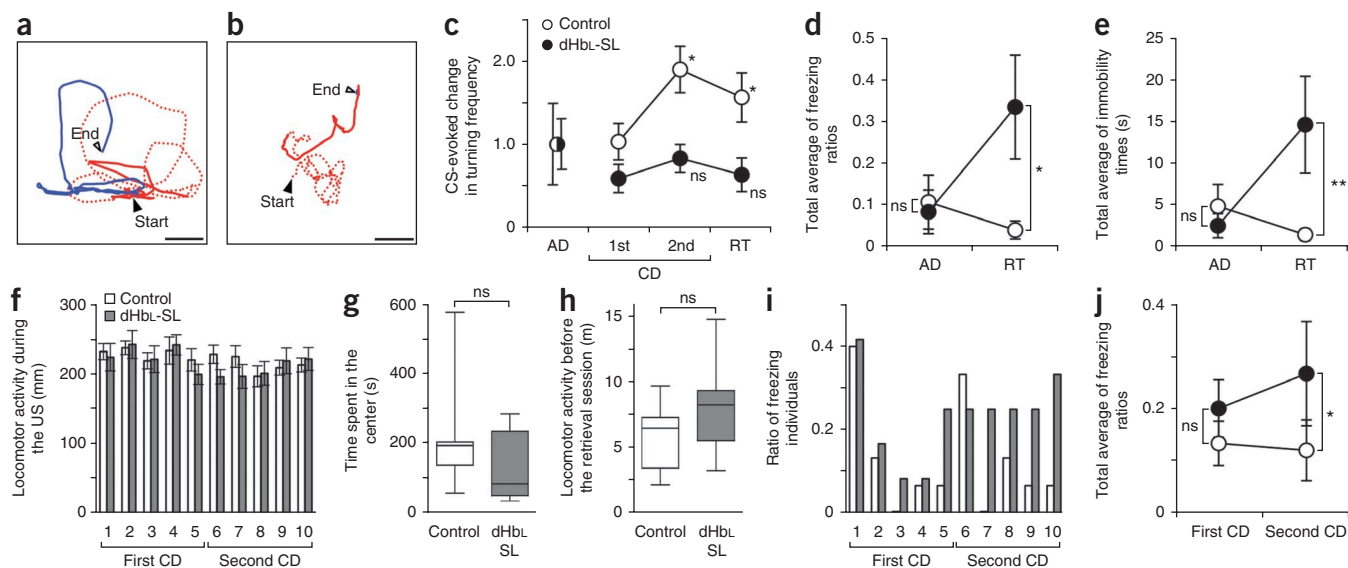 a
End
Start
b
End
Start
c
Control
dHbL-SL
CS-evoked change
in turning frequency
2.0
1.0
0
*
*
ns
ns
AD
1st
2nd
RT
CD
d
Total average of freezing
ratios
0.5
0.4
0.3
0.2
0.1
0
ns
*
AD
RT
e
Total average of immobility
times (s)
25
20
15
10
5
0
ns
**
AD
RT
f
Control
dHbL-SL
Locomotor activity during
the US (mm)
300
200
100
0
1 2 3 4 5 6 7 8 9 10
First CD
Second CD
g
Time spent in the
center (s)
600
400
200
0
ns
Control
dHbL
SL
h
Locomotor activity before
the retrieval session (m)
15
10
5
0
ns
Control
dHbL
SL
i
Ratio of freezing
individuals
0.4
0.2
0
1 2 3 4 5 6 7 8 9 10
First CD
Second CD
j
Total average of freezing
ratios
0.4
0.2
0
ns
*
First CD
Second CD